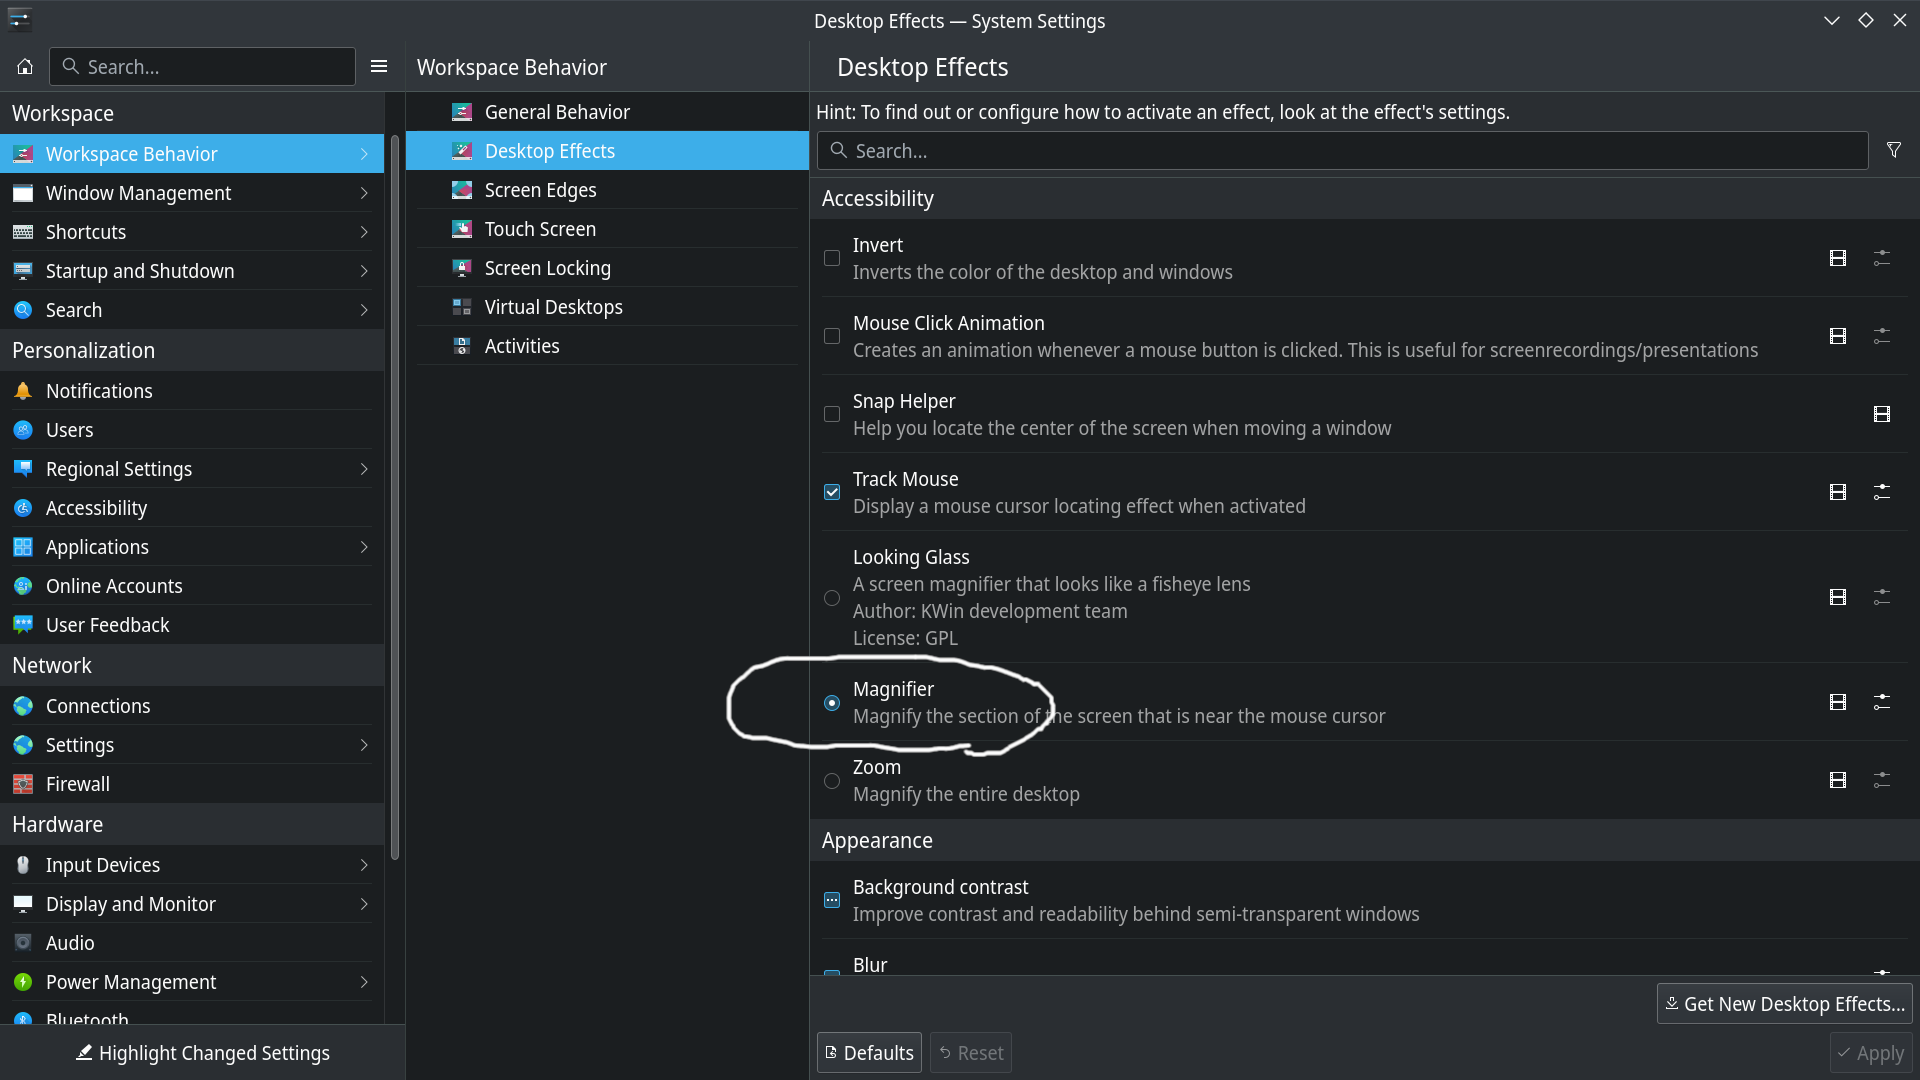 Desktop Effects — System Settings
Search...
Workspace
Workspace Behavior
Window Management
Shortcuts
Startup and Shutdown
Search
Personalization
Notifications
Users
Regional Settings
Accessibility
Applications
Online Accounts
User Feedback
Network
Connections
Settings
Firewall
Hardware
Input Devices
Display and Monitor
Audio
Power Management
Bluetooth
Highlight Changed Settings
Workspace Behavior
General Behavior
Desktop Effects
Screen Edges
Touch Screen
Screen Locking
Virtual Desktops
Activities
Desktop Effects
Hint: To find out or configure how to activate an effect, look at the effect's settings.
Search...
Accessibility
Invert
Inverts the color of the desktop and windows
Mouse Click Animation
Creates an animation whenever a mouse button is clicked. This is useful for screenrecordings/presentations
Snap Helper
Help you locate the center of the screen when moving a window
Track Mouse
Display a mouse cursor locating effect when activated
Looking Glass
A screen magnifier that looks like a fisheye lens
Author: KWin development team
License: GPL
Magnifier
Magnify the section of the screen that is near the mouse cursor
Zoom
Magnify the entire desktop
Appearance
Background contrast
Improve contrast and readability behind semi-transparent windows
Blur
Get New Desktop Effects...
Defaults
Reset
Apply